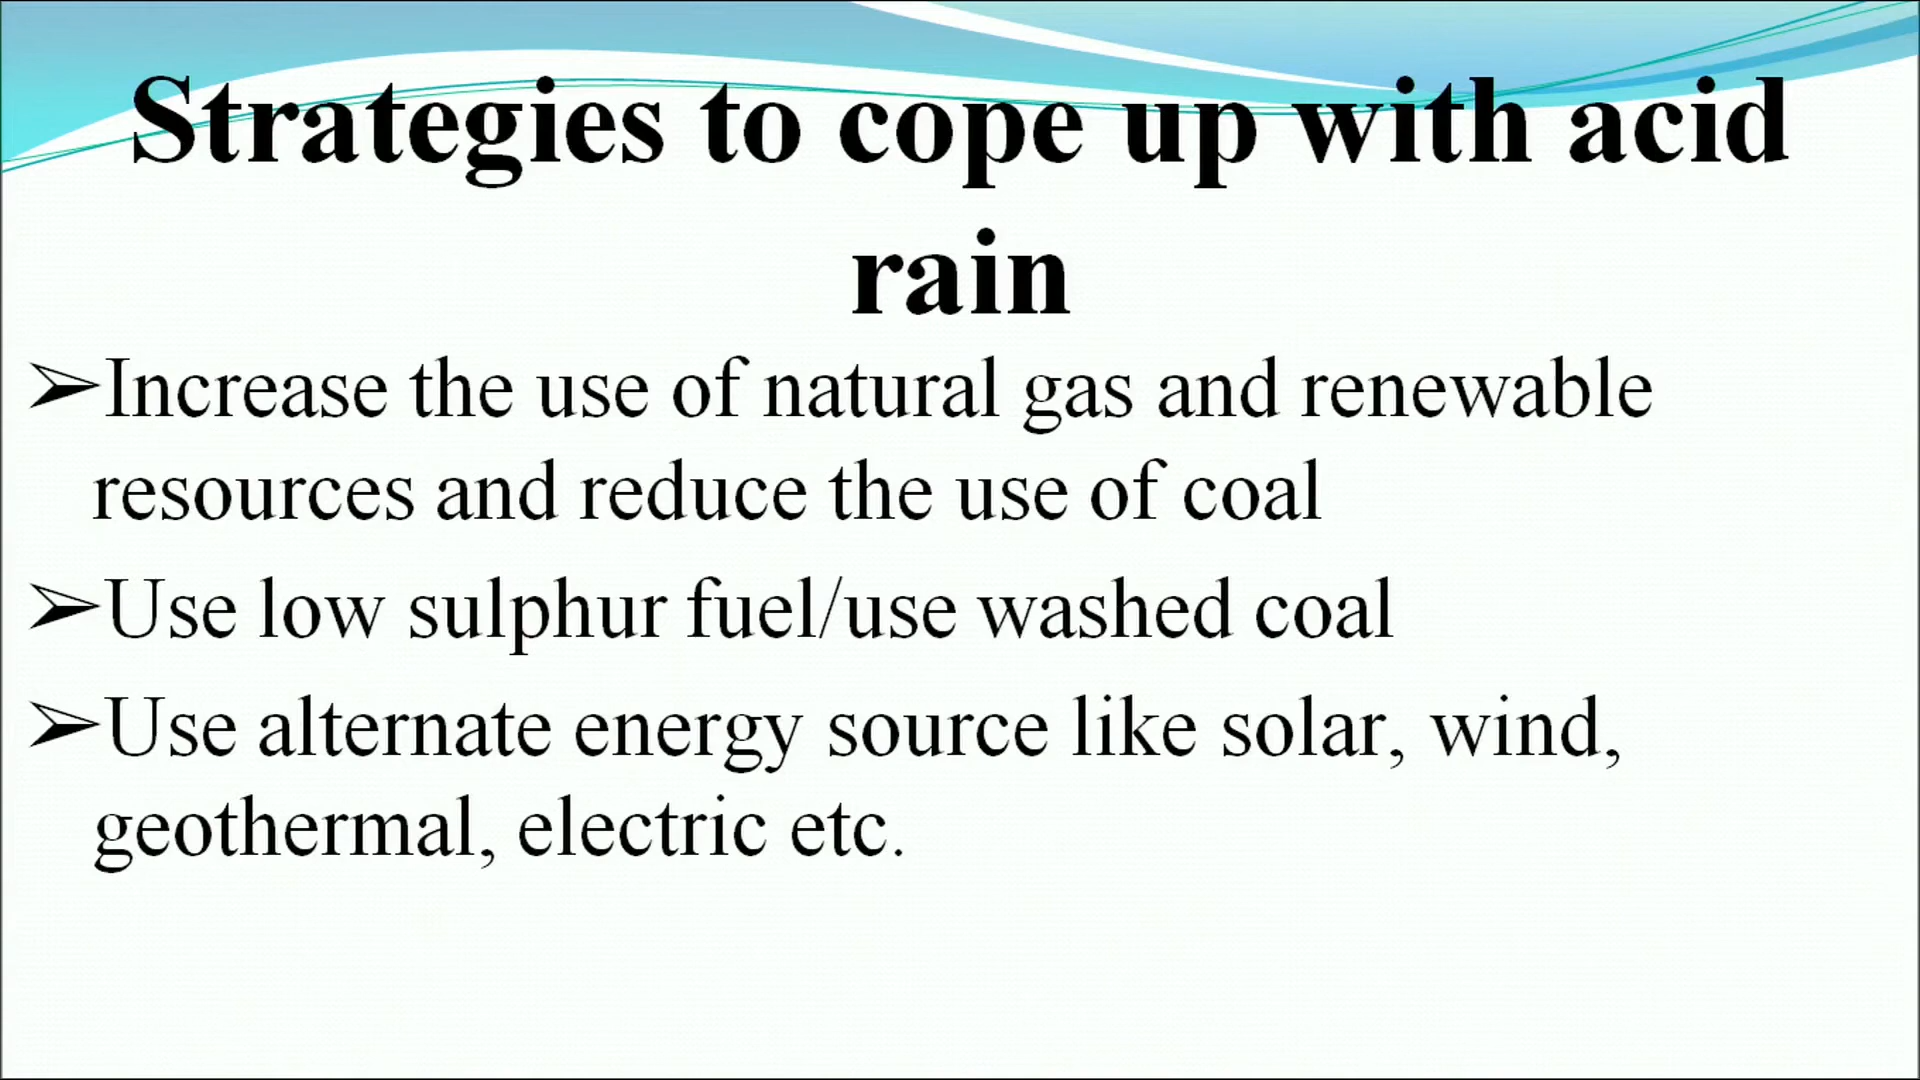 Strategies to cope up with acid
rain
➢Increase the use of natural gas and renewable
resources and reduce the use of coal
➢Use low sulphur fuel/use washed coal
➢Use alternate energy source like solar, wind,
geothermal, electric etc.